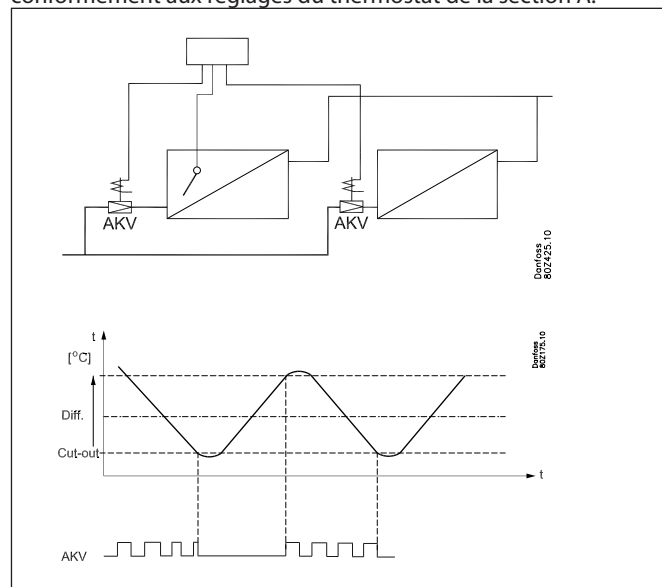 conformément aux réglages du thermostat de la section A.
AKV
AKV
Danfoss
80Z425.10
t
[°C]
Danfoss
80Z175.10
Diff.
Cut-out
t
AKV